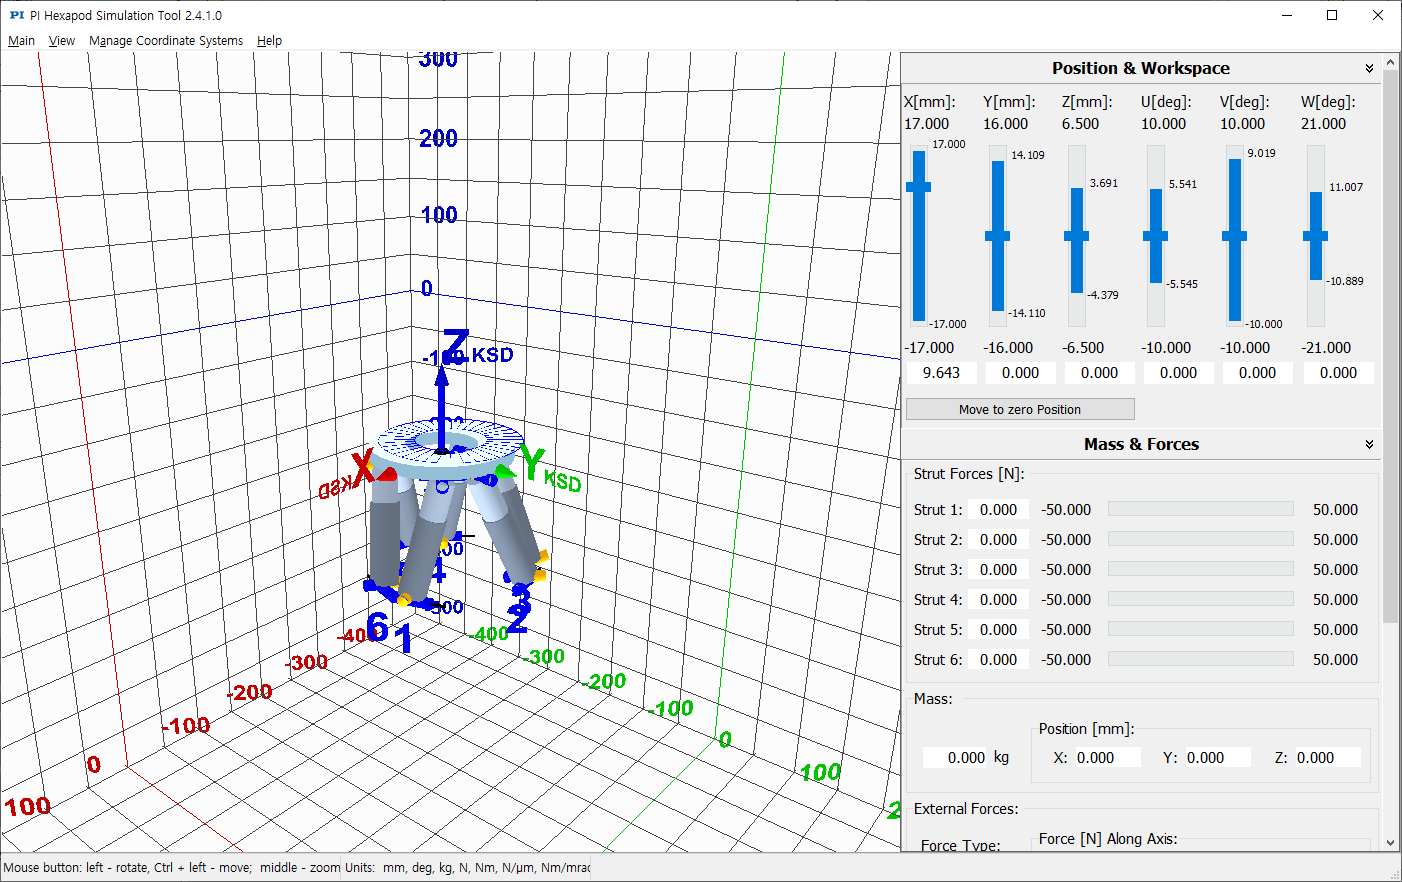 PI PI Hexapod Simulation Tool 2.4.1.0
Main View Manage Coordinate Systems Help
300
200
100
0
Z KSD
X KSD
Y KSD
4
3
2
6 1
-400
-300
-200
-100
0
100
-400
-300
-200
-100
0
100
Position & Workspace
X[mm]: Y[mm]: Z[mm]: U[deg]: V[deg]: W[deg]:
17.000 16.000 6.500 10.000 10.000 21.000
17.000 14.109 3.691 5.541 9.019 11.007
-17.000 -14.110 -4.379 -5.545 -10.000 -10.889
-17.000 -16.000 -6.500 -10.000 -10.000 -21.000
9.643 0.000 0.000 0.000 0.000 0.000
Move to zero Position
Mass & Forces
Strut Forces [N]:
Strut 1: 0.000 -50.000 50.000
Strut 2: 0.000 -50.000 50.000
Strut 3: 0.000 -50.000 50.000
Strut 4: 0.000 -50.000 50.000
Strut 5: 0.000 -50.000 50.000
Strut 6: 0.000 -50.000 50.000
Mass:
Position [mm]:
0.000 kg X: 0.000 Y: 0.000 Z: 0.000
External Forces:
Force Type: Force [N] Along Axis:
Mouse button: left - rotate, Ctrl + left - move; middle - zoom Units: mm, deg, kg, N, Nm, N/µm, Nm/mrad